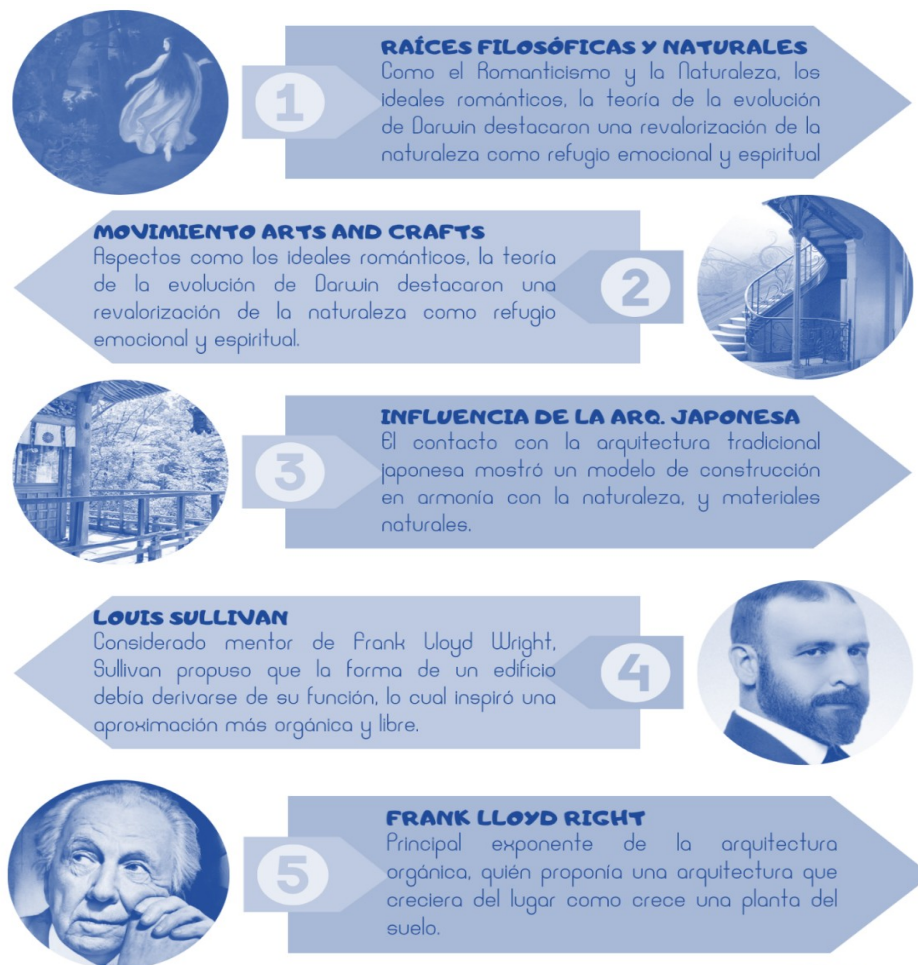 RAÍCES FILOSÓFICAS Y NATURALES
1
Como el Romanticismo y la Naturaleza, los
ideales románticos, la teoría de la evolución
de Darwin destacaron una revalorización de la
naturaleza como refugio emocional y espiritual
MOVIMIENTO ARTS AND CRAFTS
Aspectos como los ideales románticos, la teoría
de la evolución de Darwin destacaron una
2
revalorización de la naturaleza como refugio
emocional y espiritual.
INFLUENCIA DE LA ARQ. JAPONESA
El contacto con la arquitectura tradicional
3
japonesa mostró un modelo de construcción
en armonía con la naturaleza, y materiales
naturales.
LOUIS SULLIVAN
Considerado mentor de Frank Lloyd Wright,
Sullivan propuso que la forma de un edificio
4
debía derivarse de su función, lo cual inspiró una
aproximación más orgánica y libre.
FRANK LLOYD RIGHT
Principal exponente de la arquitectura
5
orgánica, quién proponía una arquitectura que
creciera del lugar como crece una planta del
suelo.